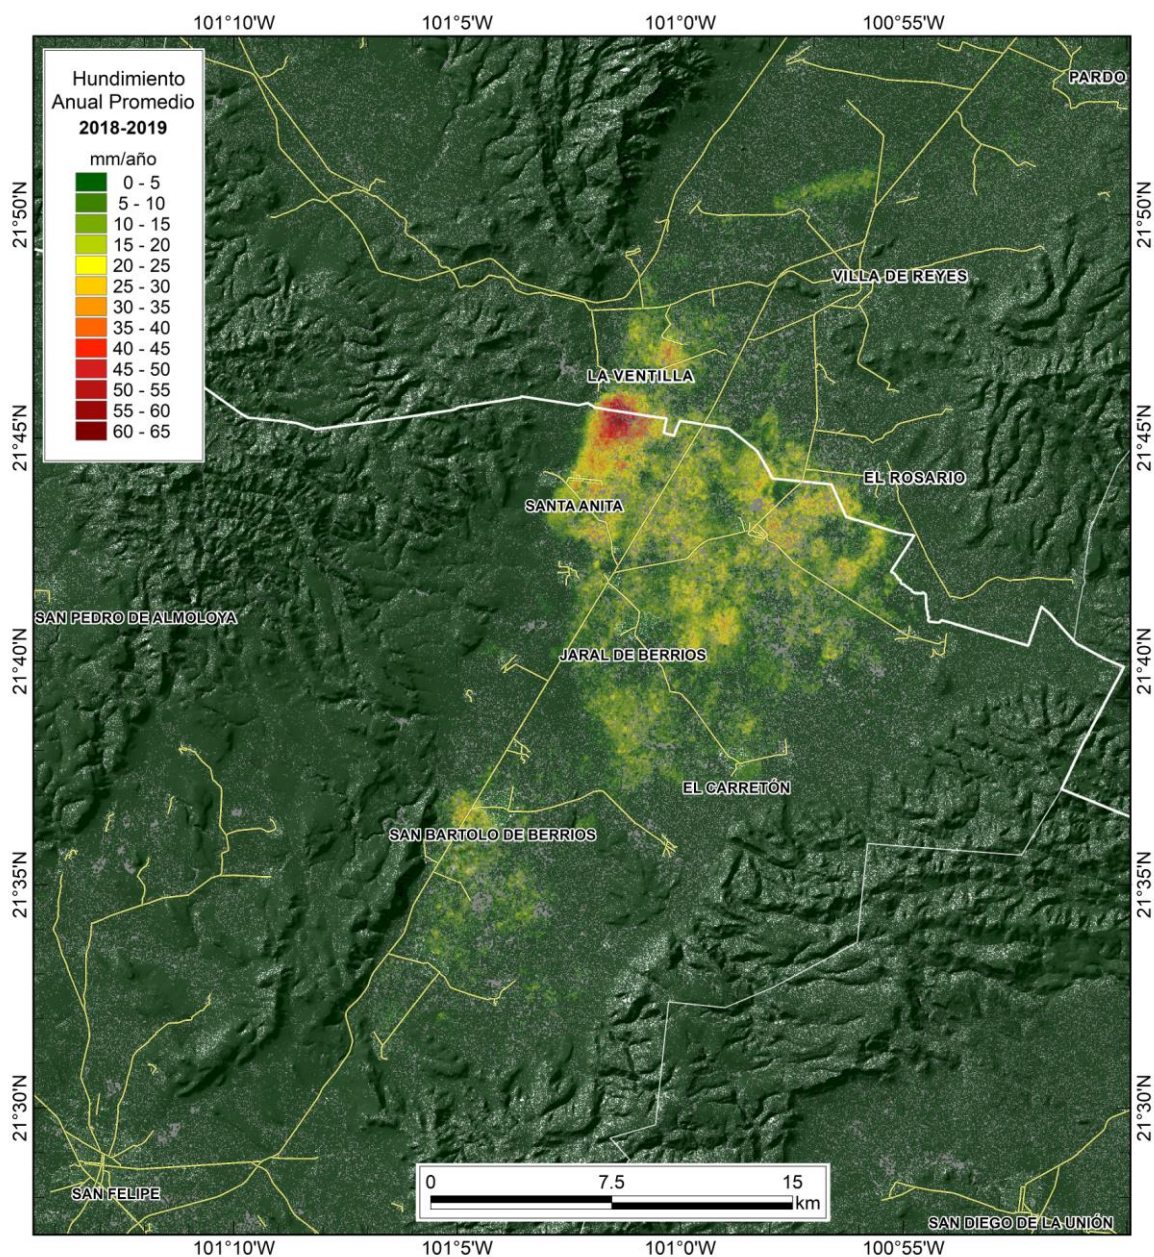 101°10'W 101°5'W 101°0'W 100°55'W
Hundimiento
Anual Promedio
2018-2019
mm/año
0 - 5
5 - 10
10 - 15
15 - 20
20 - 25
25 - 30
30 - 35
35 - 40
40 - 45
45 - 50
50 - 55
55 - 60
60 - 65
PARDO
21°50'N 21°50'N
VILLA DE REYES
LA VENTILLA
21°45'N 21°45'N
EL ROSARIO
SANTA ANITA
SAN PEDRO DE ALMOLOYA
21°40'N 21°40'N
JARAL DE BERRIOS
EL CARRETÓN
SAN BARTOLO DE BERRIOS
21°35'N 21°35'N
21°30'N 21°30'N
0 7.5 15
km
SAN FELIPE
SAN DIEGO DE LA UNIÓN
101°10'W 101°5'W 101°0'W 100°55'W